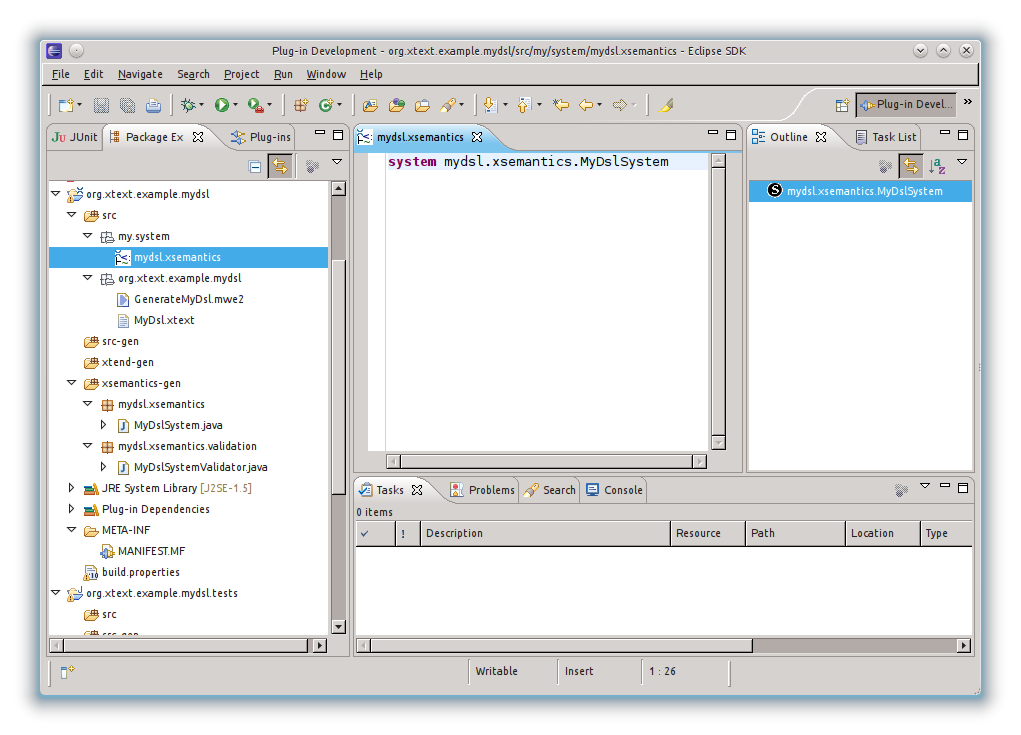 Plug-in Development - org.xtext.example.mydsl/src/my/system/mydsl.xsemantics - Eclipse SDK
File Edit Navigate Search Project Run Window Help
Plug-in Devel... »
JU JUnit Package Ex Plug-ins
mydsl.xsemantics
Outline Task List
system mydsl.xsemantics.MyDslSystem
S mydsl.xsemantics.MyDslSystem
org.xtext.example.mydsl
src
my.system
mydsl.xsemantics
org.xtext.example.mydsl
GenerateMyDsl.mwe2
MyDsl.xtext
src-gen
xtend-gen
xsemantics-gen
mydsl.xsemantics
MyDslSystem.java
mydsl.xsemantics.validation
MyDslSystemValidator.java
JRE System Library [J2SE-1.5]
Plug-in Dependencies
META-INF
MANIFEST.MF
build.properties
org.xtext.example.mydsl.tests
src
src-gen
Tasks Problems Search Console
0 items
! Description Resource Path Location Type
Writable Insert 1 : 26